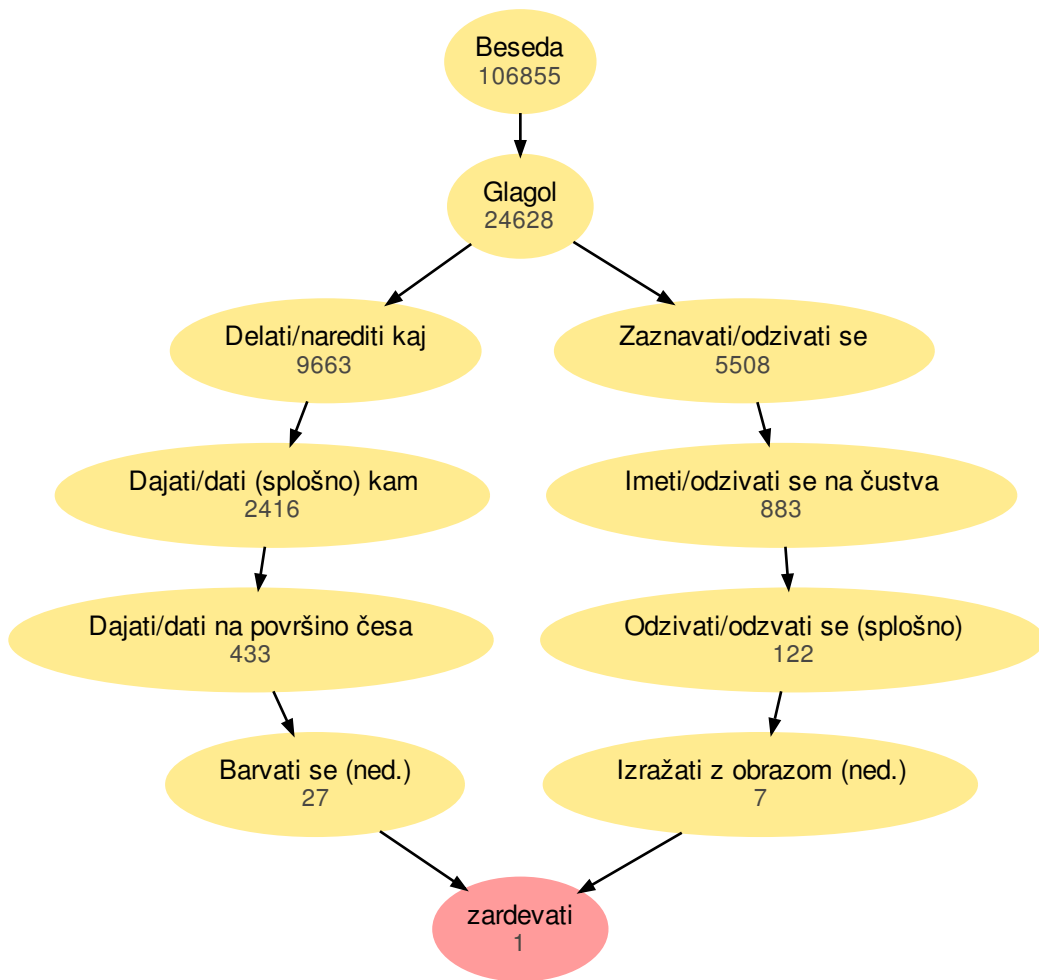 Beseda
106855
Glagol
24628
Delati/narediti kaj
9663
Zaznavati/odzivati se
5508
Dajati/dati (splošno) kam
2416
Imeti/odzivati se na čustva
883
Dajati/dati na površino česa
433
Odzivati/odzvati se (splošno)
122
Barvati se (ned.)
27
Izražati z obrazom (ned.)
7
zardevati
1